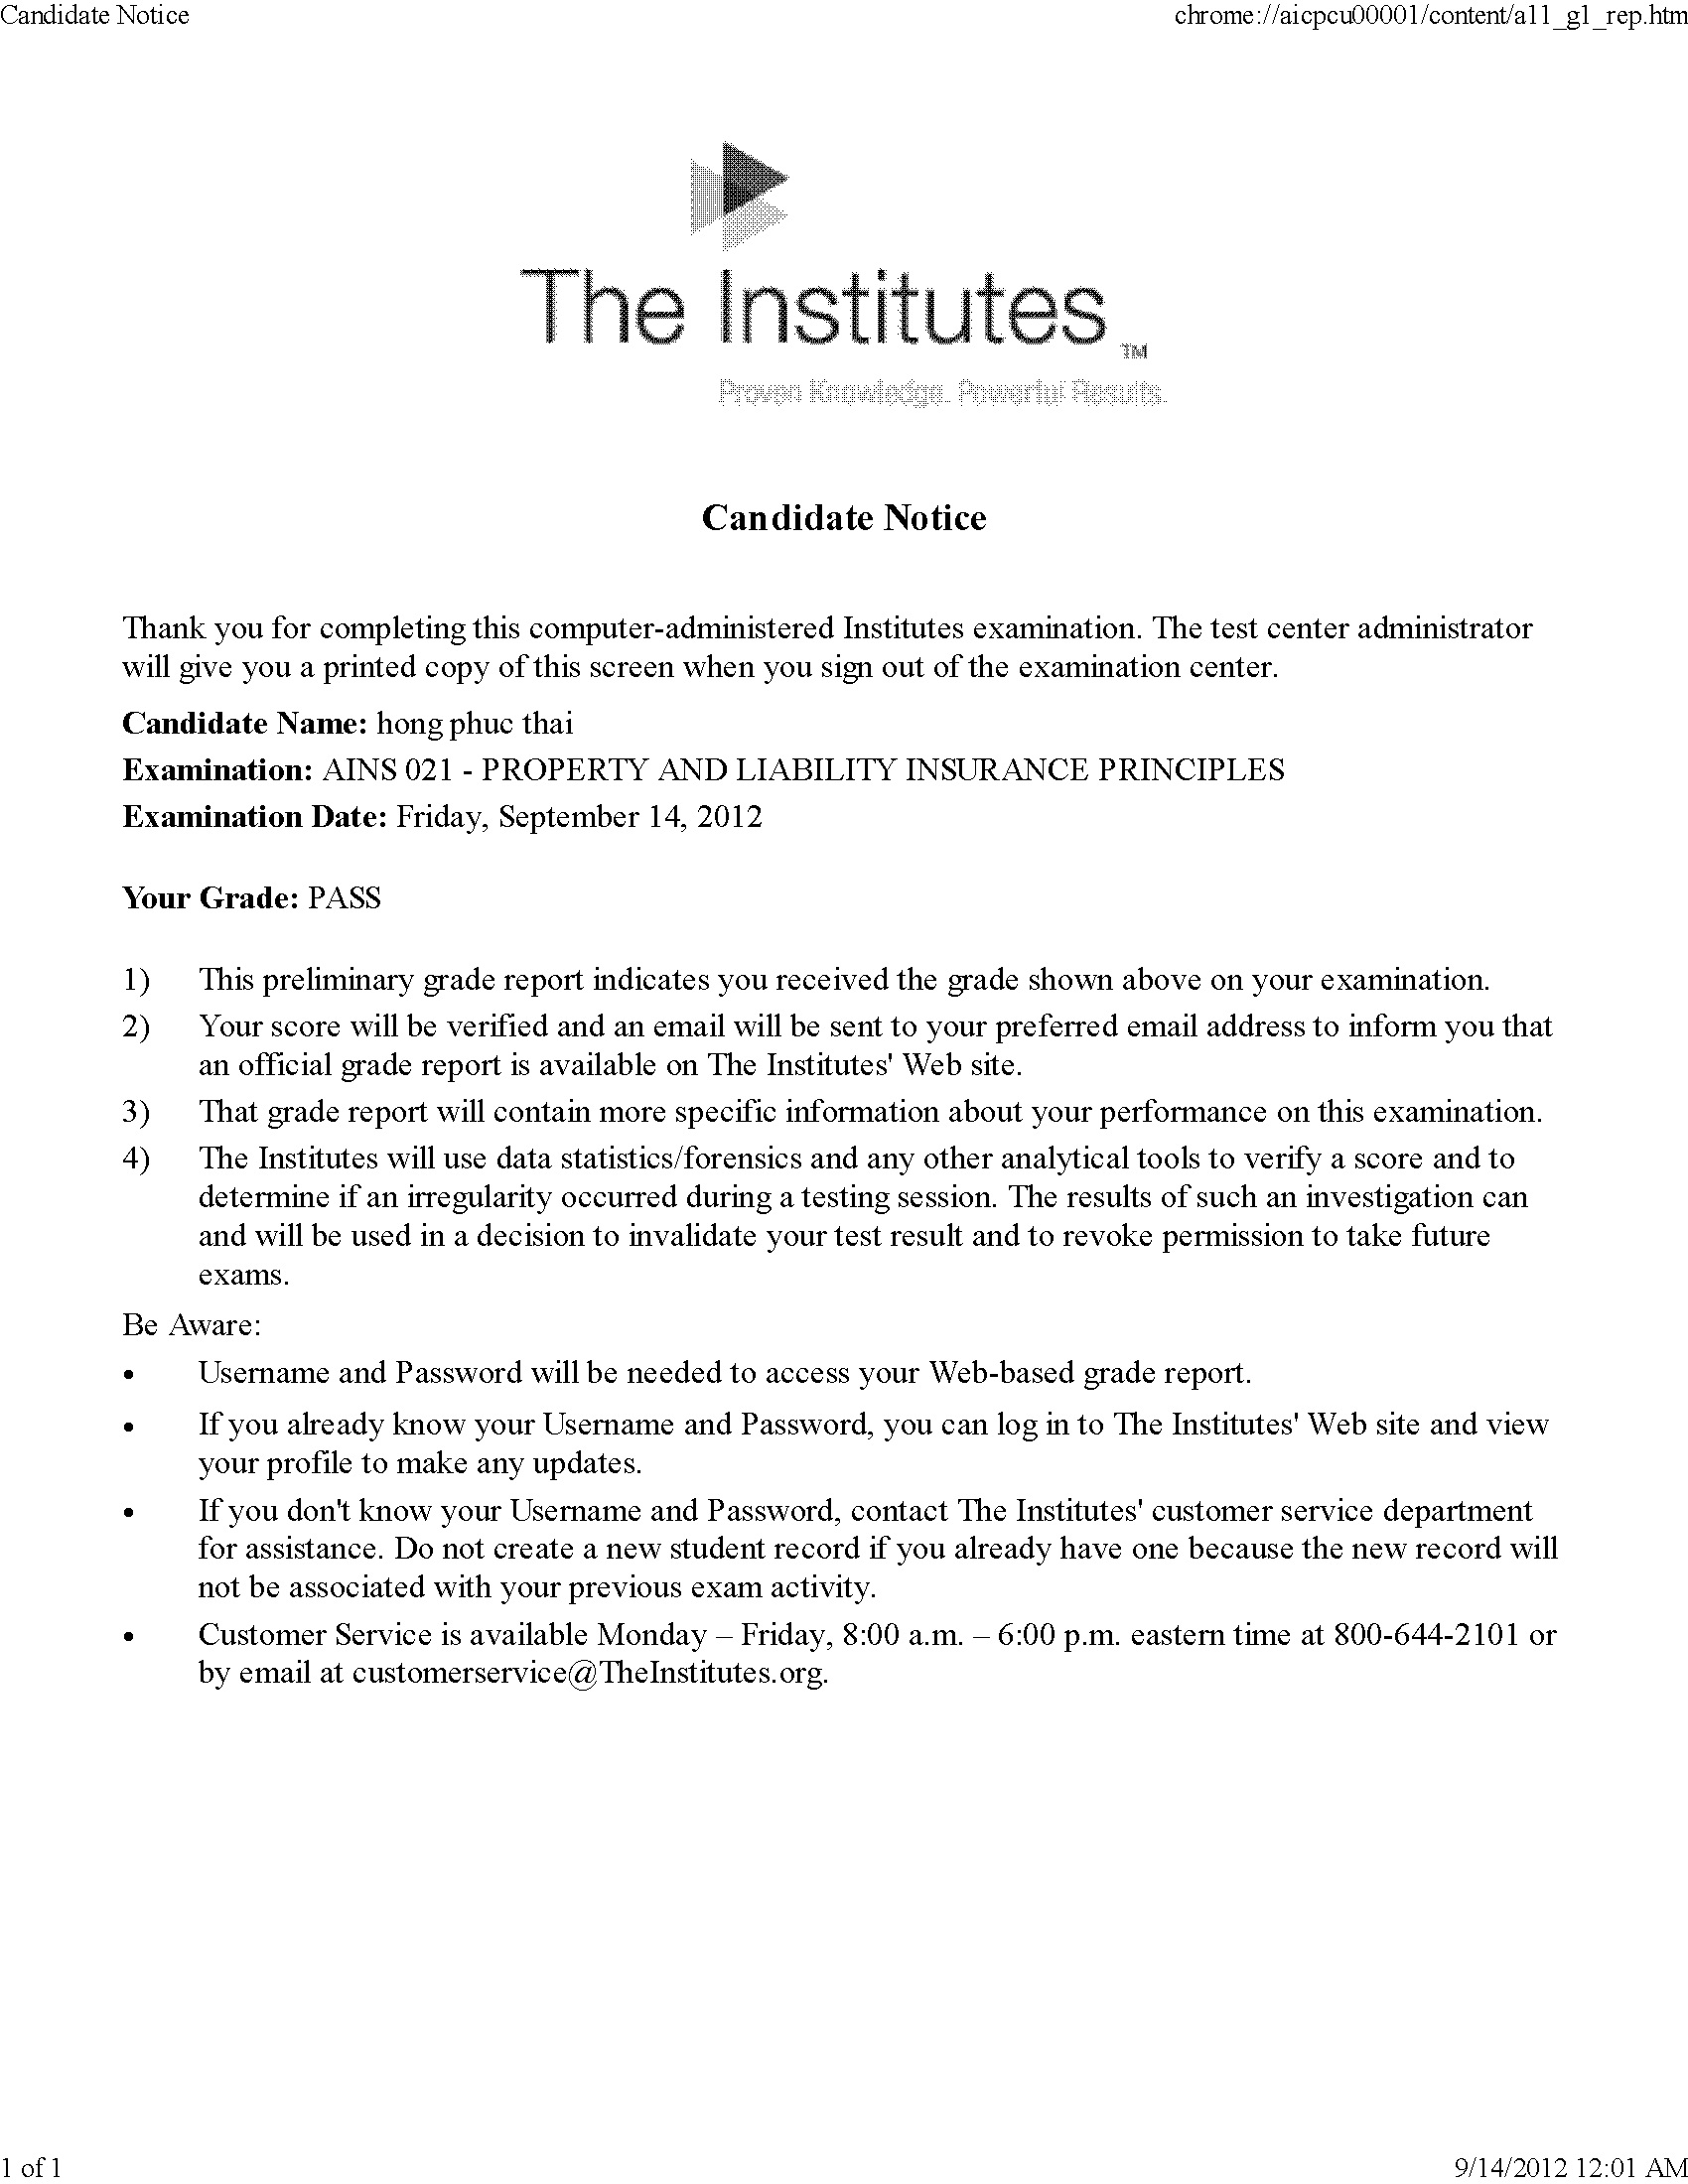 Candidate Notice
chrome://aicpcu00001/content/a11_g1_rep.htm
The Institutes TM
Proven Knowledge. Powerful Results.
Candidate Notice
Thank you for completing this computer-administered Institutes examination. The test center administrator
will give you a printed copy of this screen when you sign out of the examination center.
Candidate Name: hong phuc thai
Examination: AINS 021 - PROPERTY AND LIABILITY INSURANCE PRINCIPLES
Examination Date: Friday, September 14, 2012
Your Grade: PASS
1) This preliminary grade report indicates you received the grade shown above on your examination.
2) Your score will be verified and an email will be sent to your preferred email address to inform you that
an official grade report is available on The Institutes' Web site.
3) That grade report will contain more specific information about your performance on this examination.
4) The Institutes will use data statistics/forensics and any other analytical tools to verify a score and to
determine if an irregularity occurred during a testing session. The results of such an investigation can
and will be used in a decision to invalidate your test result and to revoke permission to take future
exams.
Be Aware:
• Username and Password will be needed to access your Web-based grade report.
• If you already know your Username and Password, you can log in to The Institutes' Web site and view
your profile to make any updates.
• If you don't know your Username and Password, contact The Institutes' customer service department
for assistance. Do not create a new student record if you already have one because the new record will
not be associated with your previous exam activity.
• Customer Service is available Monday – Friday, 8:00 a.m. – 6:00 p.m. eastern time at 800-644-2101 or
by email at customerservice@TheInstitutes.org.
1 of 1
9/14/2012 12:01 AM